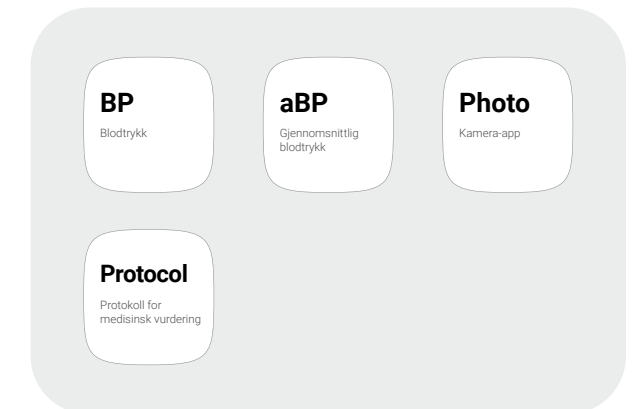 BP
Blodtrykk
aBP
Gjennomsnittlig
blodtrykk
Photo
Kamera-app
Protocol
Protokoll for
medisinsk vurdering